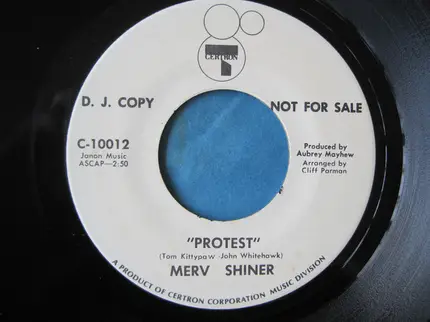 CERTRON
D. J. COPY
NOT FOR SALE
C-10012
Janan Music
ASCAP—2:50
Produced by
Aubrey Mayhew
Arranged by
Cliff Parman
"PROTEST"
(Tom Kittypaw -John Whitehawk)
MERV SHINER
A PRODUCT OF CERTRON CORPORATION MUSIC DIVISION